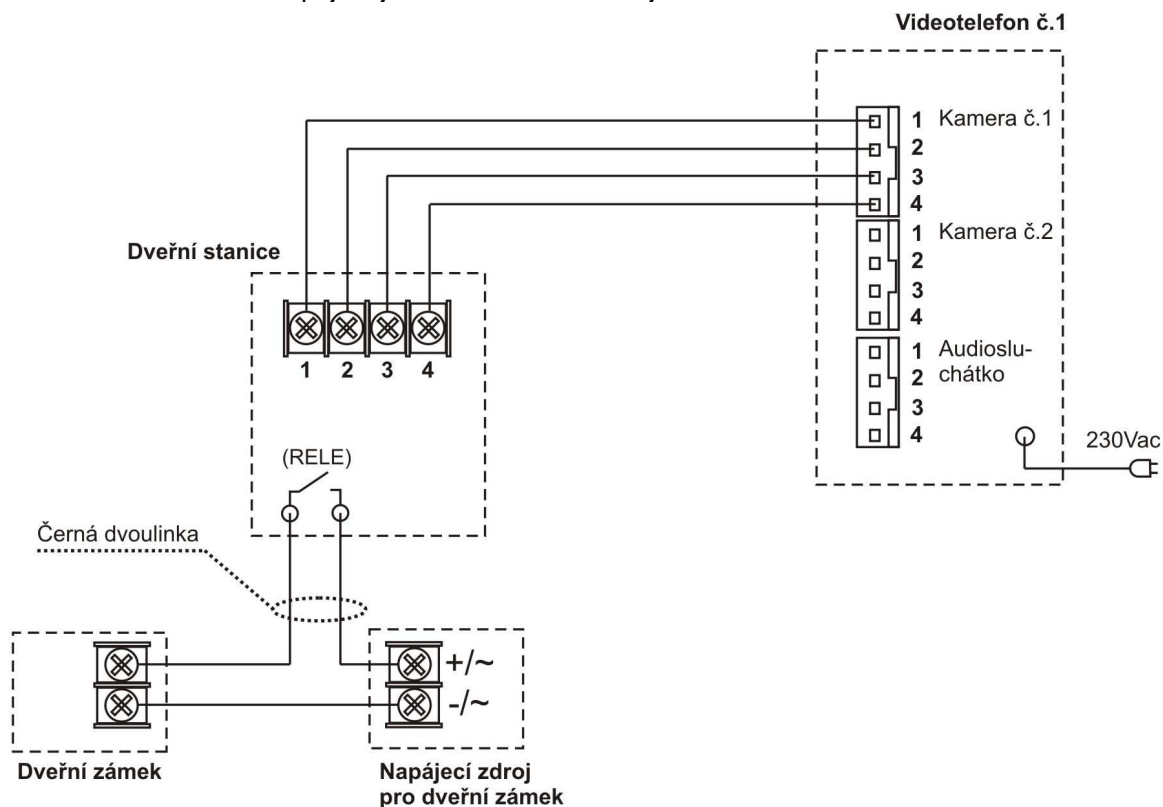 Videotelefon č.1
1 Kamera č.1
2
3
4
1 Kamera č.2
2
3
4
1 Audioslu-
2 chátko
3
4
230Vac
Dveřní stanice
1 2 3 4
(RELE)
Černá dvoulinka
+/~
-/~
Dveřní zámek
Napájecí zdroj
pro dveřní zámek